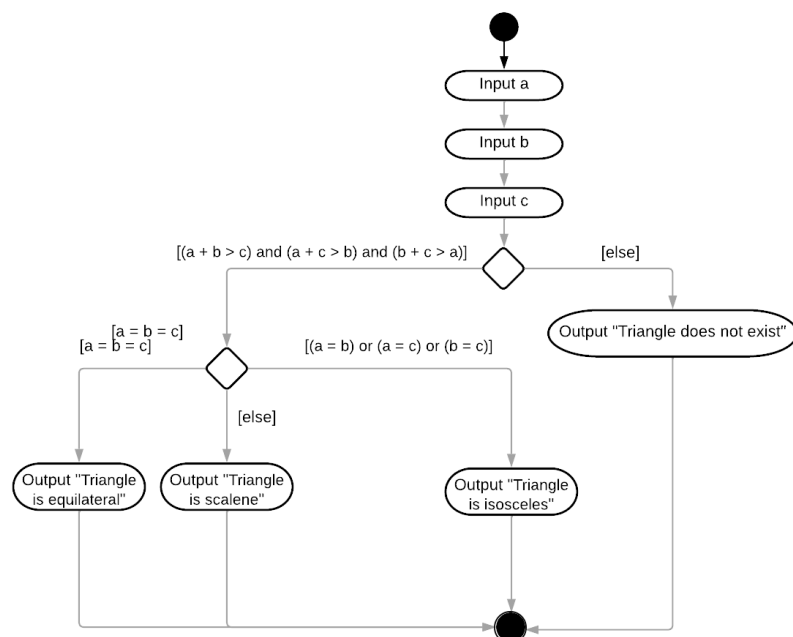 Input a
Input b
Input c
[(a + b > c) and (a + c > b) and (b + c > a)]
[else]
Output "Triangle does not exist"
[a = b = c]
[a = b = c]
[(a = b) or (a = c) or (b = c)]
[else]
Output "Triangle
is equilateral"
Output "Triangle
is scalene"
Output "Triangle
is isosceles"